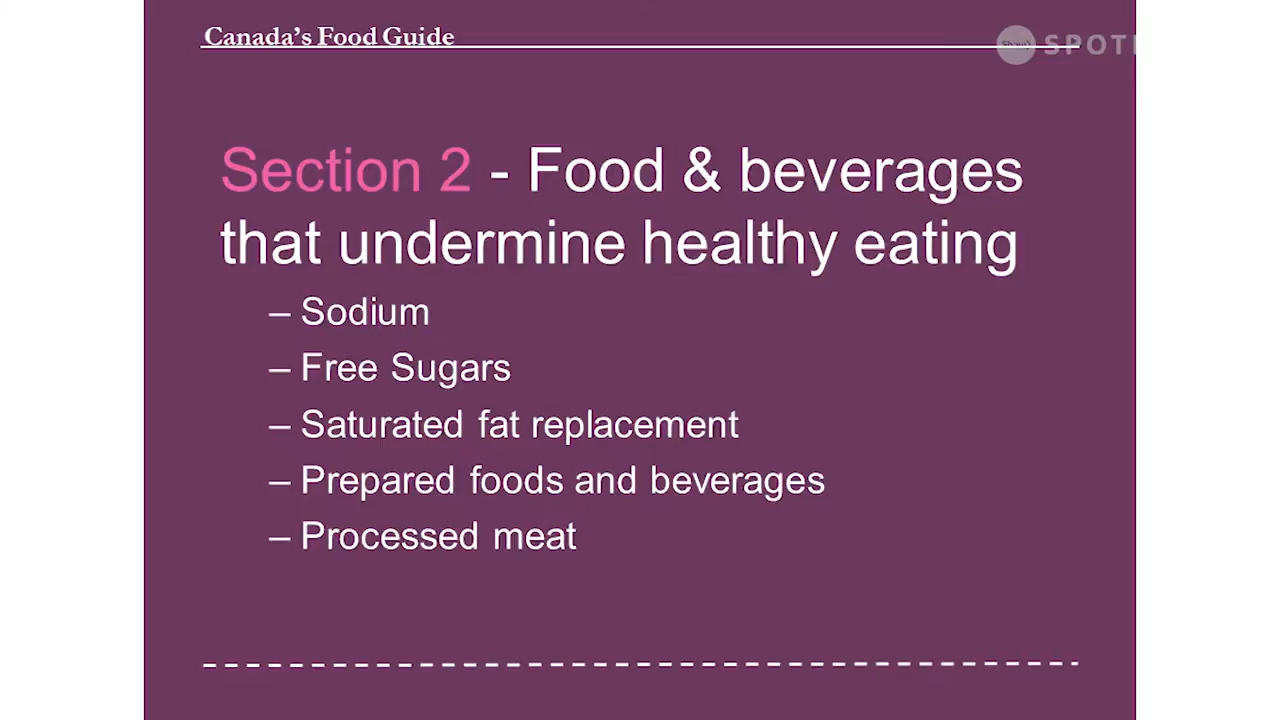 Canada's Food Guide
SPOTL
Section 2 - Food & beverages
that undermine healthy eating
– Sodium
– Free Sugars
– Saturated fat replacement
– Prepared foods and beverages
– Processed meat